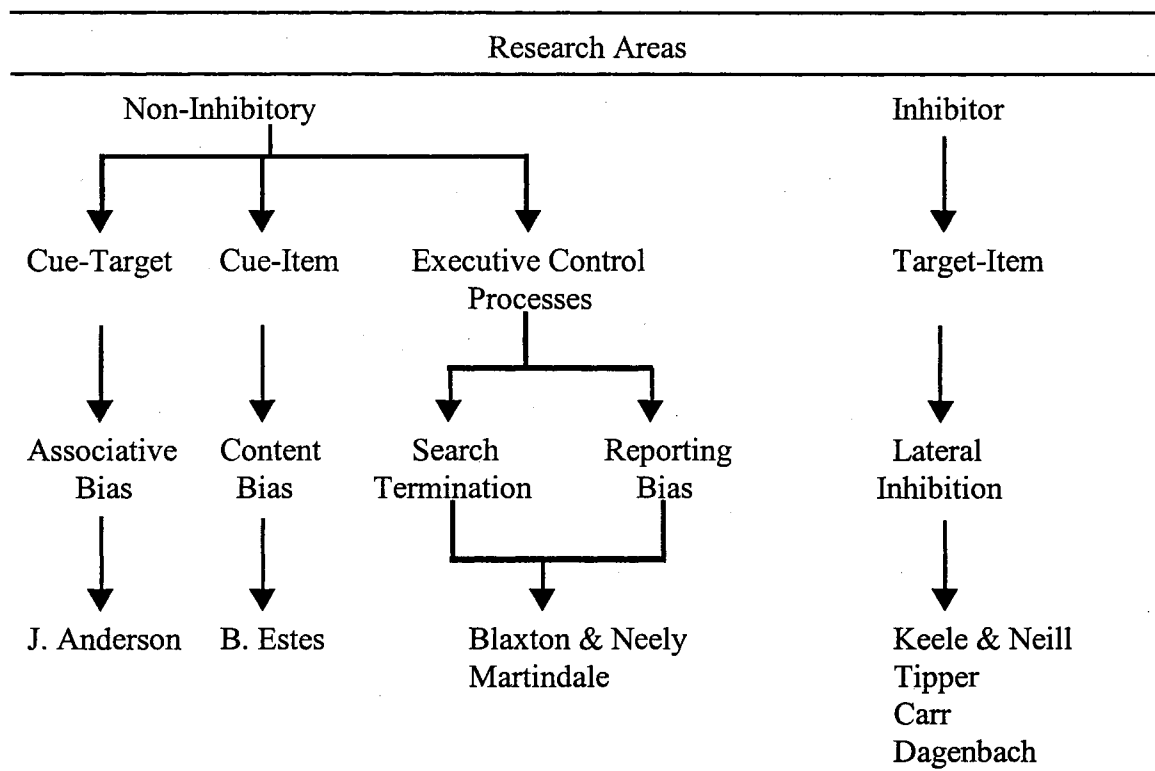 Research Areas
Non-Inhibitory
Inhibitor
Cue-Target
Cue-Item
Executive Control
Processes
Target-Item
Associative
Bias
Content
Bias
Search
Termination
Reporting
Bias
Lateral
Inhibition
J. Anderson
B. Estes
Blaxton & Neely
Martindale
Keele & Neill
Tipper
Carr
Dagenbach